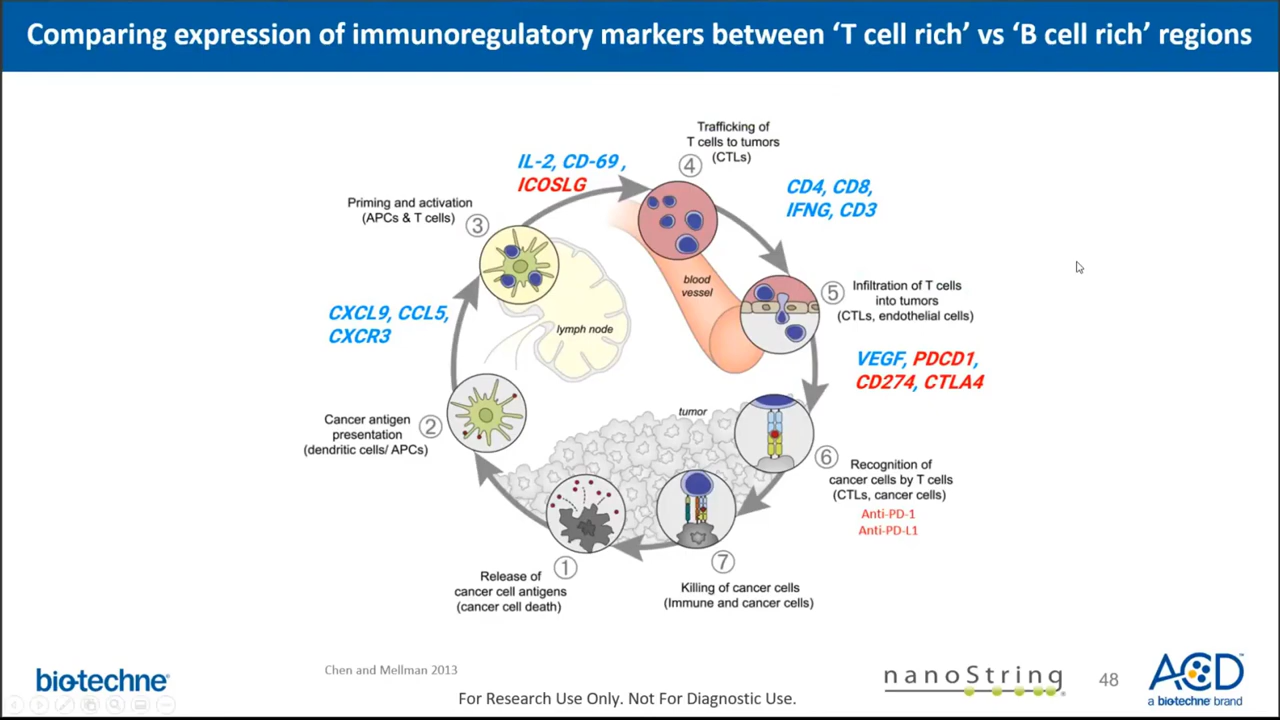 Comparing expression of immunoregulatory markers between ‘T cell rich’ vs ‘B cell rich’ regions
Trafficking of
T cells to tumors
(CTLs)
4
IL-2, CD-69 ,
ICOSLG
CD4, CD8,
IFNG, CD3
Priming and activation
(APCs & T cells)
3
blood
vessel
5
Infiltration of T cells
into tumors
(CTLs, endothelial cells)
CXCL9, CCL5,
CXCR3
lymph node
VEGF, PDCD1,
CD274, CTLA4
Cancer antigen
presentation
(dendritic cells/ APCs)
2
tumor
6
Recognition of
cancer cells by T cells
(CTLs, cancer cells)
Anti-PD-1
Anti-PD-L1
1
Release of
cancer cell antigens
(cancer cell death)
7
Killing of cancer cells
(Immune and cancer cells)
Chen and Mellman 2013
biotechne®
For Research Use Only. Not For Diagnostic Use.
nanoString®
48
ACD™
a biotechne brand